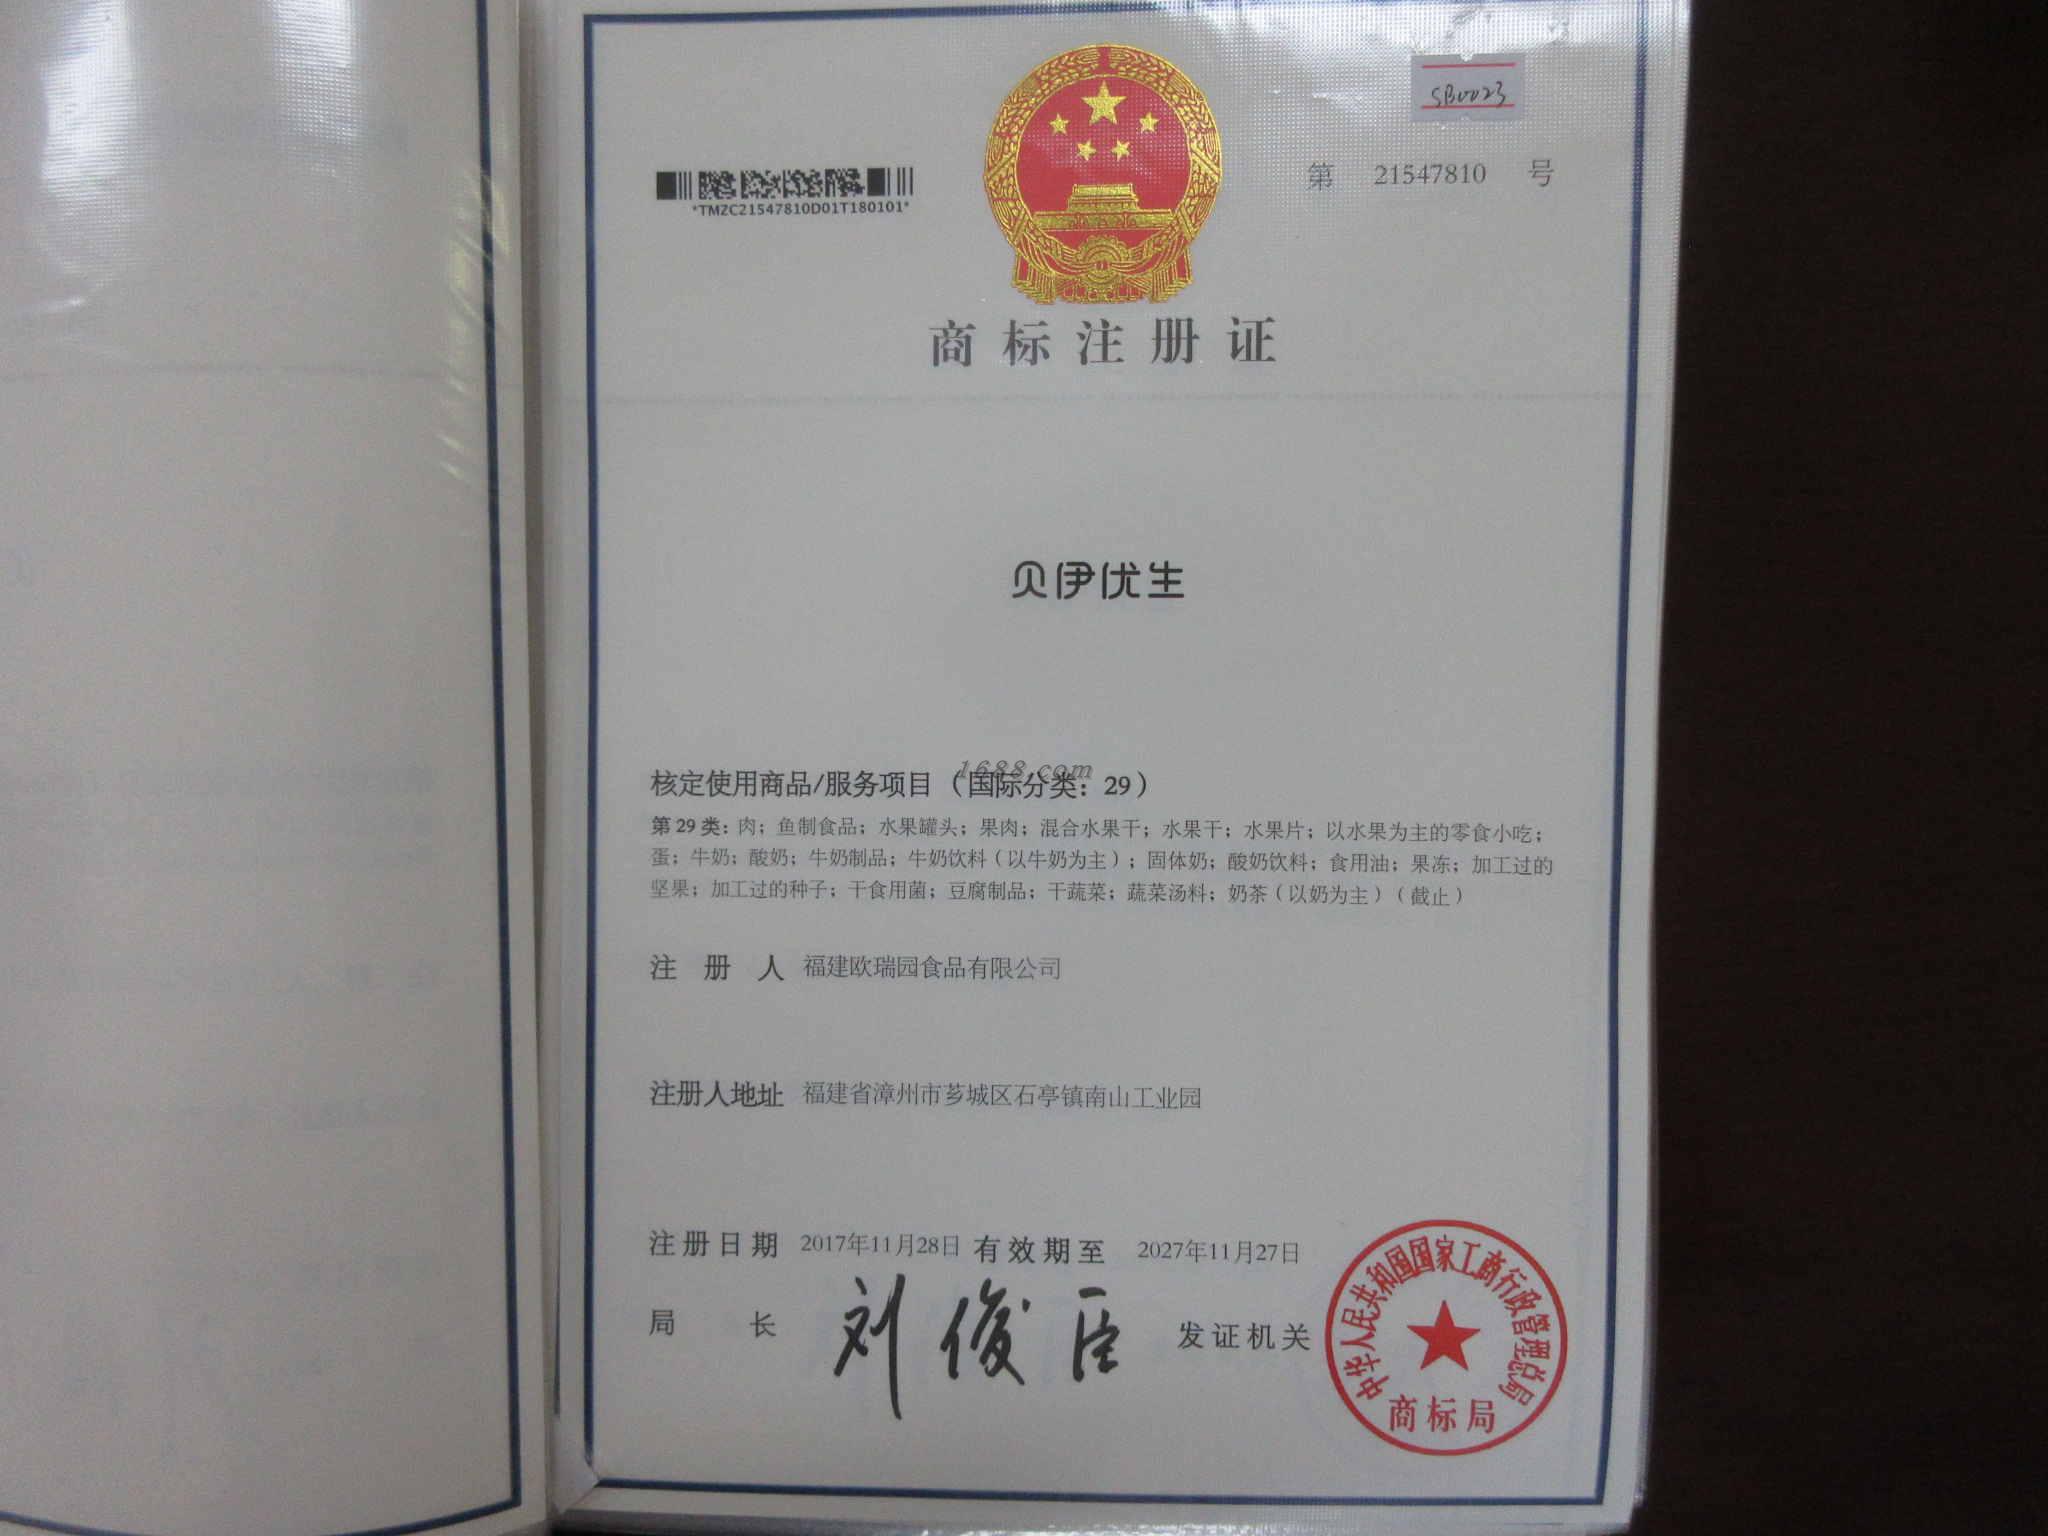 SB0023
第 21547810 号
*TMZC21547810D01T180101*
商标注册证
贝伊优生
1688.com
核定使用商品/服务项目（国际分类：29）
第29类：肉；鱼制食品；水果罐头；果肉；混合水果干；水果干；水果片；以水果为主的零食小吃；
蛋；牛奶；酸奶；牛奶制品；牛奶饮料（以牛奶为主）；固体奶；酸奶饮料；食用油；果冻；加工过的
坚果；加工过的种子；干食用菌；豆腐制品；干蔬菜；蔬菜汤料；奶茶（以奶为主）（截止）
注册人 福建欧瑞园食品有限公司
注册人地址 福建省漳州市芗城区石亭镇南山工业园
注册日期 2017年11月28日 有效期至 2027年11月27日
局长 刘俊臣 发证机关
中华人民共和国国家工商行政管理总局
商标局